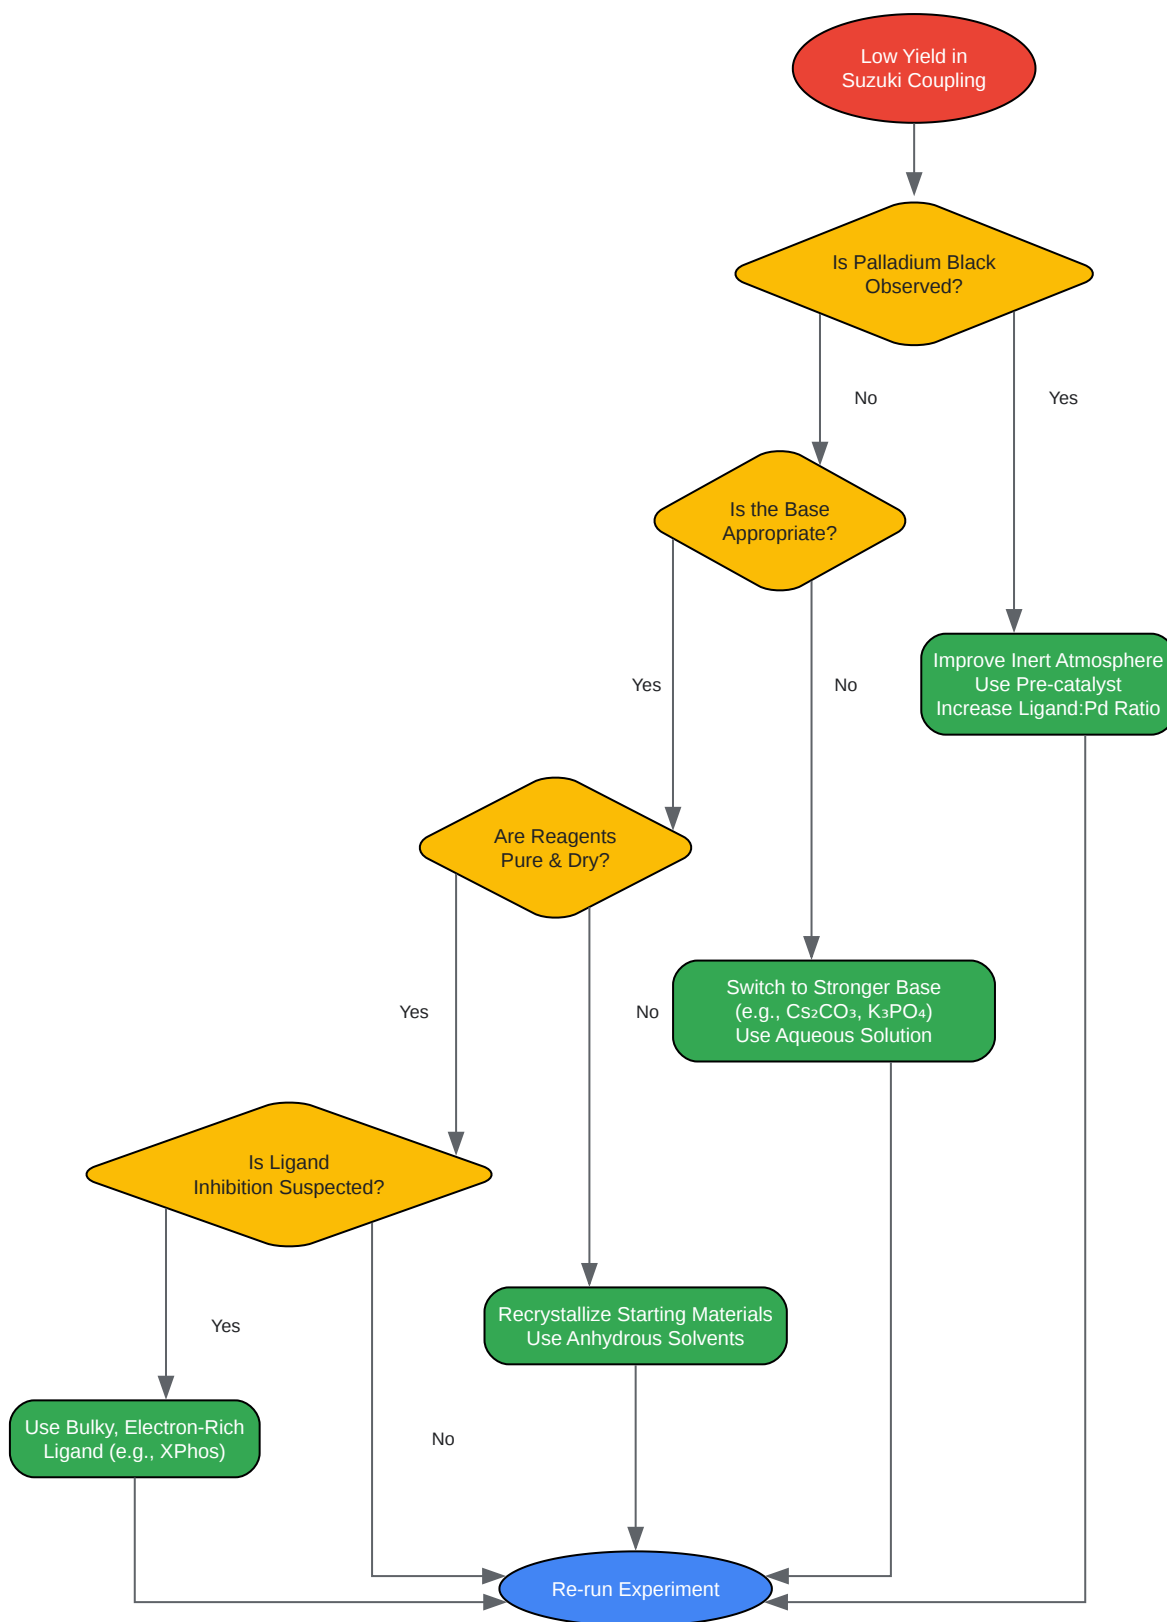 Low Yield in
Suzuki Coupling
Is Palladium Black
Observed?
No
Yes
Is the Base
Appropriate?
Yes
No
Improve Inert Atmosphere
Use Pre-catalyst
Increase Ligand:Pd Ratio
Are Reagents
Pure & Dry?
Yes
No
Switch to Stronger Base
(e.g., Cs₂CO₃, K₃PO₄)
Use Aqueous Solution
Is Ligand
Inhibition Suspected?
Yes
No
Recrystallize Starting Materials
Use Anhydrous Solvents
Use Bulky, Electron-Rich
Ligand (e.g., XPhos)
Re-run Experiment